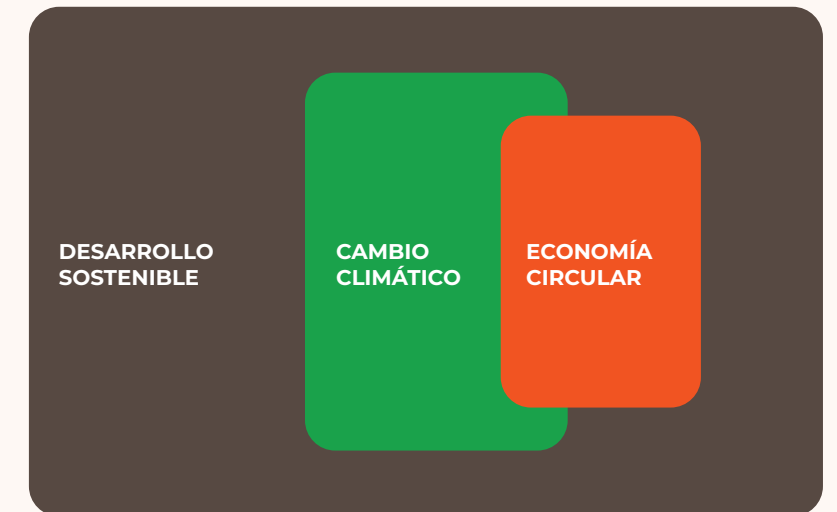 DESARROLLO
SOSTENIBLE
CAMBIO
CLIMÁTICO
ECONOMÍA
CIRCULAR